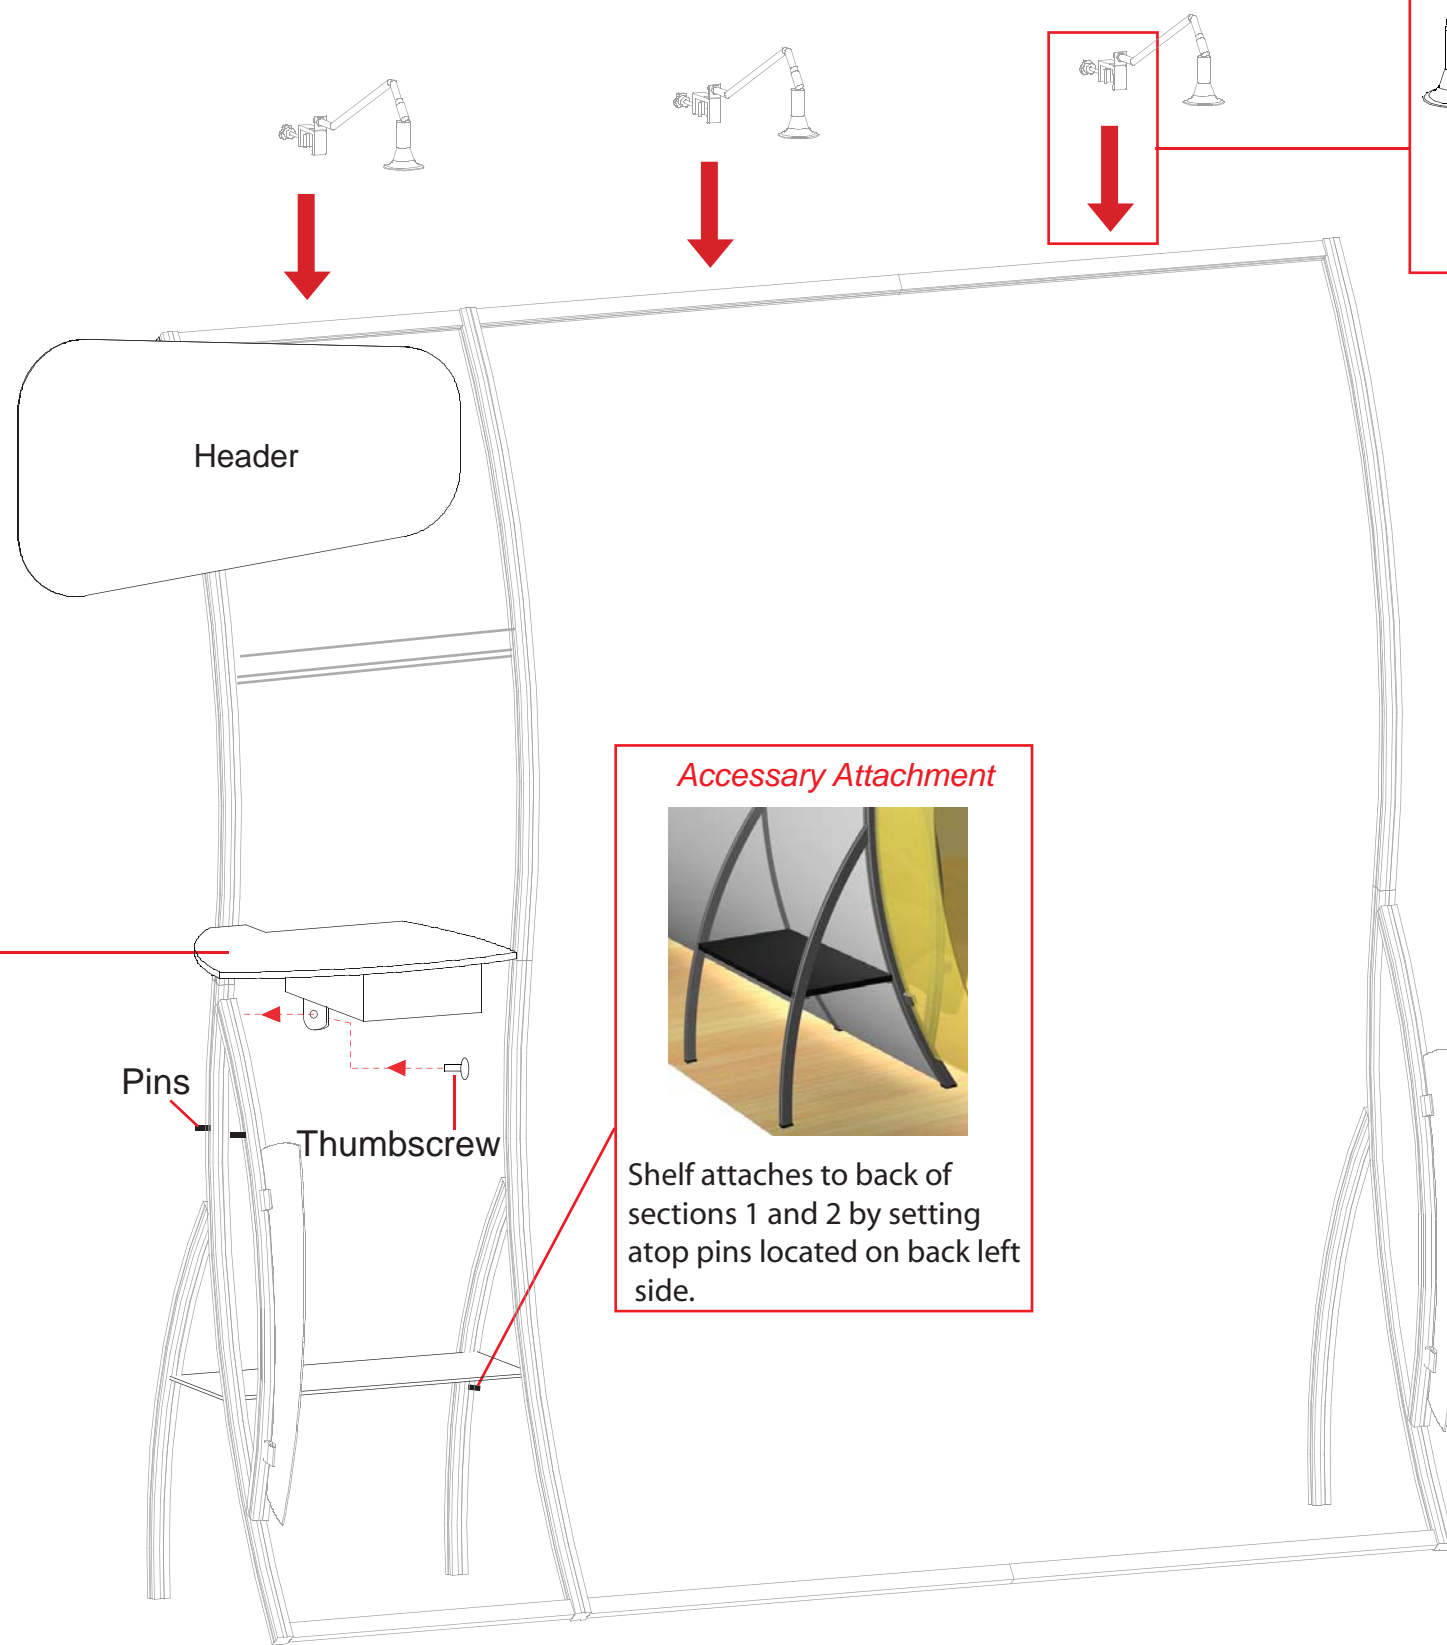 Header
Accessary Attachment
Pins
Thumbscrew
Shelf attaches to back of
sections 1 and 2 by setting
atop pins located on back left
side.